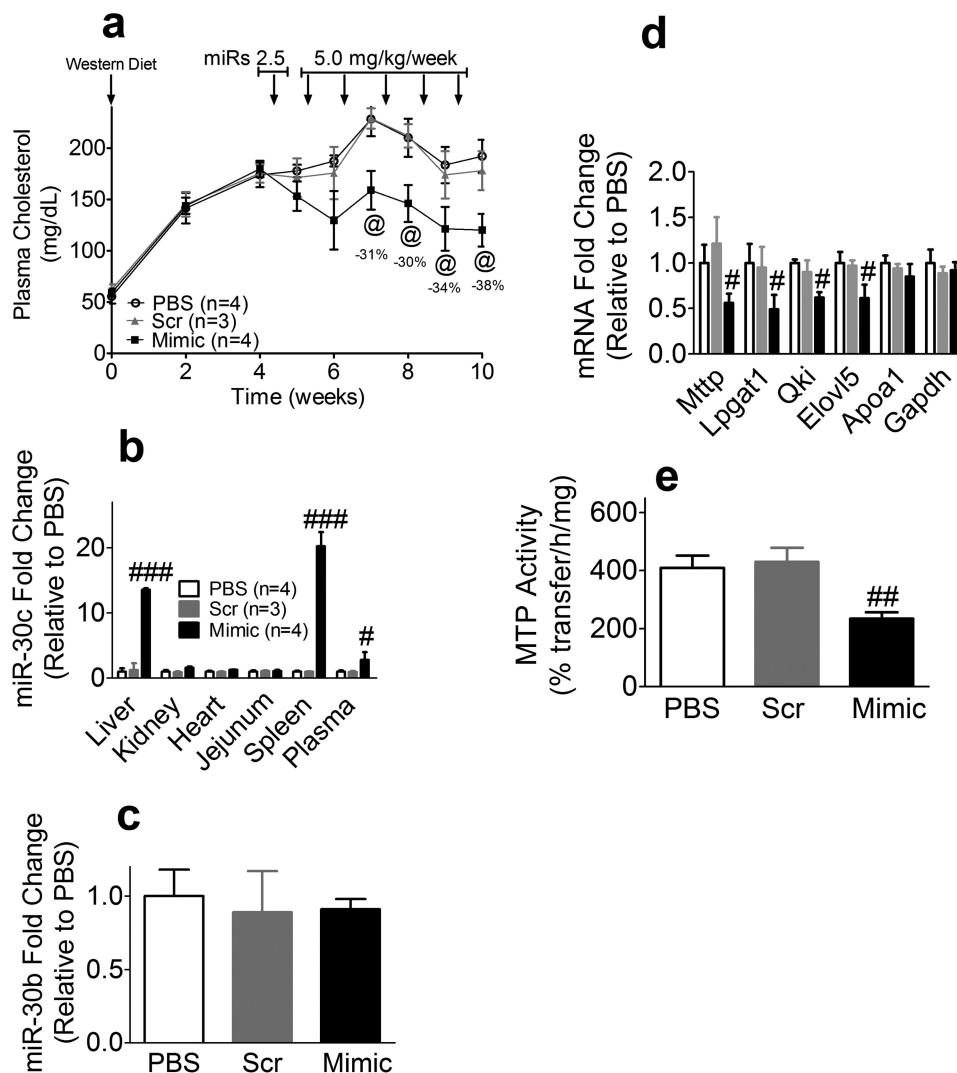 a
Western Diet
miRs 2.5
5.0 mg/kg/week
Plasma Cholesterol
(mg/dL)
200
150
100
50
0
@
-31%
@
-30%
@
-34%
@
-38%
PBS (n=4)
Scr (n=3)
Mimic (n=4)
0 2 4 6 8 10
Time (weeks)
b
miR-30c Fold Change
(Relative to PBS)
20
10
0
###
###
#
PBS (n=4)
Scr (n=3)
Mimic (n=4)
Liver
Kidney
Heart
Jejunum
Spleen
Plasma
c
miR-30b Fold Change
(Relative to PBS)
1.0
0.5
0.0
PBS Scr Mimic
d
mRNA Fold Change
(Relative to PBS)
2.0
1.5
1.0
0.5
0.0
# # # #
Mttp
Lpgat1
Qki
Elovl5
Apoa1
Gapdh
e
MTP Activity
(% transfer/h/mg)
600
400
200
0
##
PBS Scr Mimic